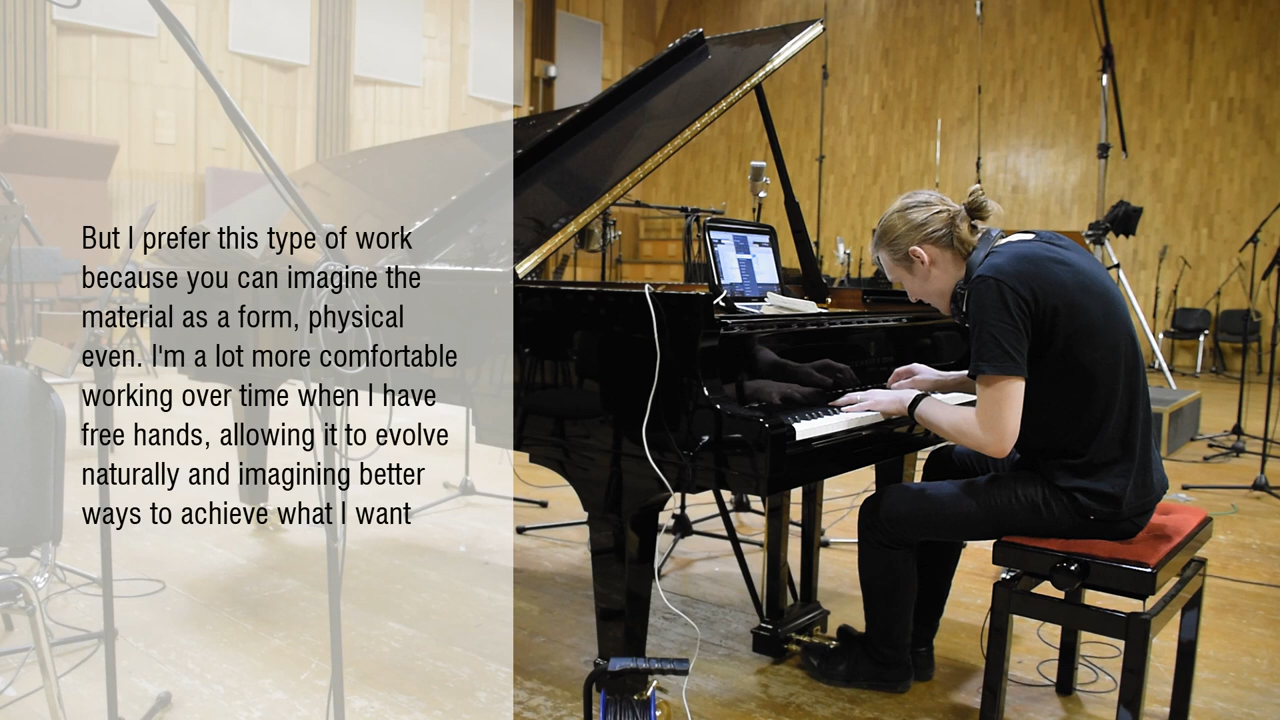 But I prefer this type of work
because you can imagine the
material as a form, physical
even. I'm a lot more comfortable
working over time when I have
free hands, allowing it to evolve
naturally and imagining better
ways to achieve what I want